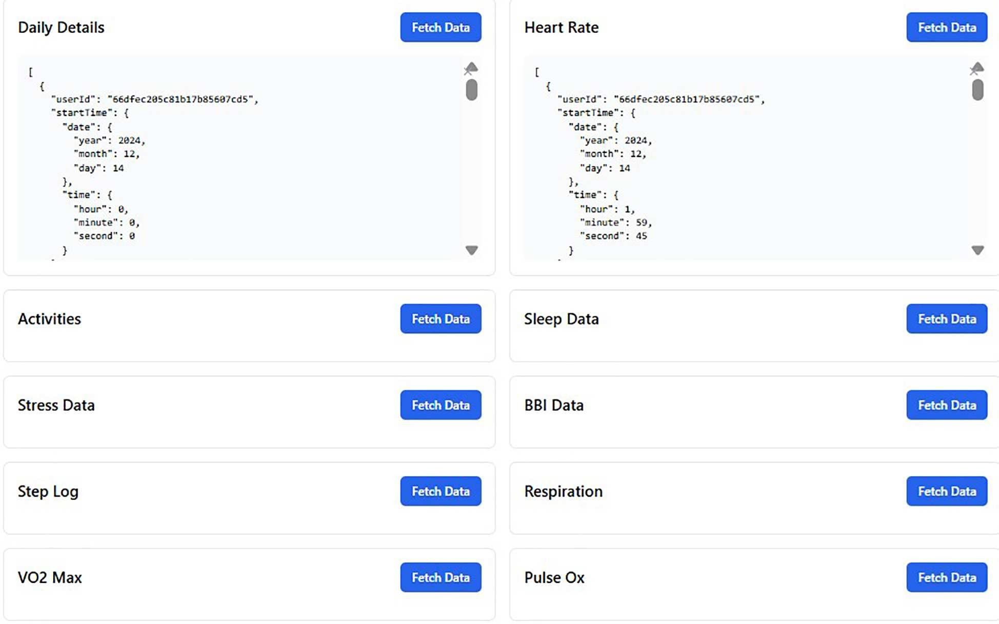 Daily Details
Fetch Data
[
{
"userId": "66dfec205c81b17b85607cd5",
"startTime": {
"date": {
"year": 2024,
"month": 12,
"day": 14
},
"time": {
"hour": 0,
"minute": 0,
"second": 0
}
Heart Rate
Fetch Data
[
{
"userId": "66dfec205c81b17b85607cd5",
"startTime": {
"date": {
"year": 2024,
"month": 12,
"day": 14
},
"time": {
"hour": 1,
"minute": 59,
"second": 45
}
Activities
Fetch Data
Sleep Data
Fetch Data
Stress Data
Fetch Data
BBI Data
Fetch Data
Step Log
Fetch Data
Respiration
Fetch Data
VO2 Max
Fetch Data
Pulse Ox
Fetch Data